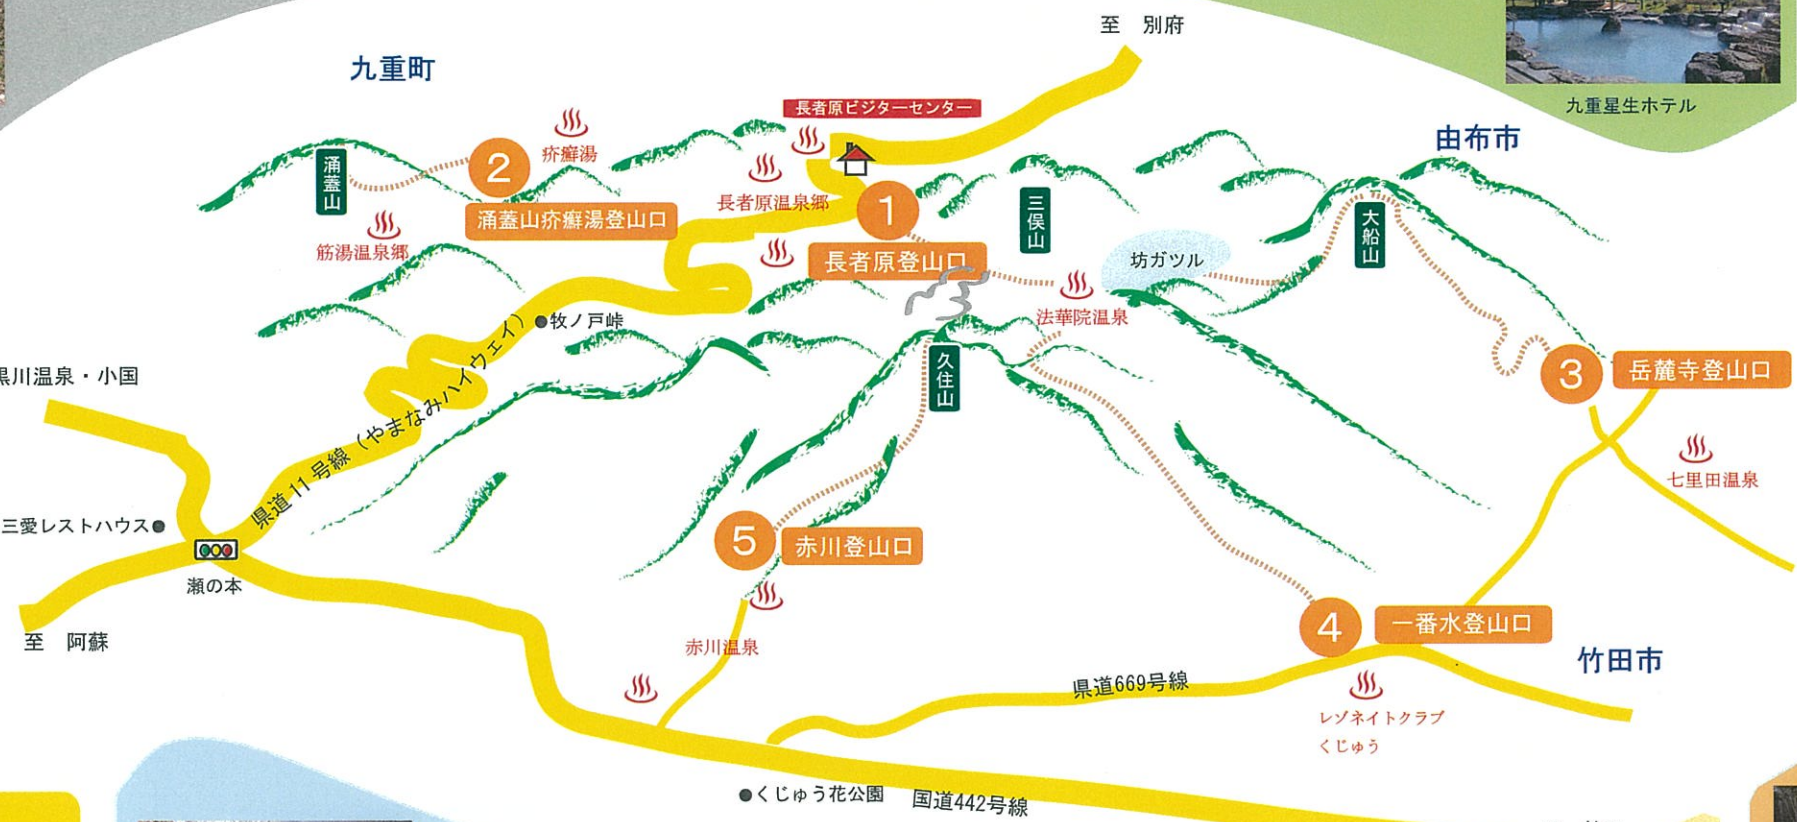 至 別府
九重町
九重星生ホテル
長者原ビジターセンター
由布市
涌蓋山
2
疥癬湯
長者原温泉郷
1
三俣山
涌蓋山疥癬湯登山口
大船山
筋湯温泉郷
長者原登山口
坊ガツル
法華院温泉
牧ノ戸峠
久住山
黒川温泉・小国
3
岳麓寺登山口
県道11号線(やまなみハイウェイ)
七里田温泉
三愛レストハウス
5
赤川登山口
瀬の本
4
一番水登山口
至 阿蘇
赤川温泉
竹田市
県道669号線
レゾネイトクラブ
くじゅう
くじゅう花公園
国道442号線